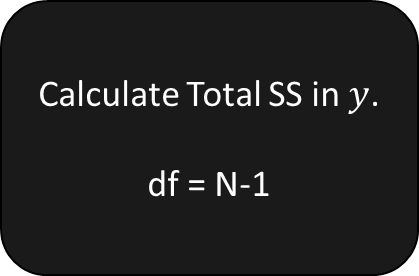 Calculate Total SS in y.
df = N-1